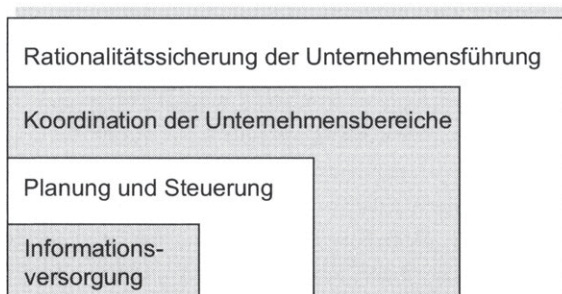 Rationalitätssicherung der Unternehmensführung
Koordination der Unternehmensbereiche
Planung und Steuerung
Informations-
versorgung